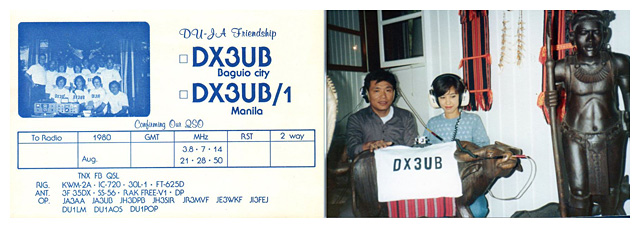 DU-JA Friendship
DX3UB
Baguio city
DX3UB/1
Manila
Confirming Our QSO
To Radio 1980 GMT MHz RST 2 way
Aug. 3.8 · 7 · 14
21 · 28 · 50
TNX FB QSL
RIG. KWM-2A · IC-720 · 30L-1 · FT-625D
ANT. 3F 35DX · SS-56 · RAK FREE-V1 · DP
OP. JA3AA JA3UB JH3DPB JH3SIR JR3MVF JE3WKF JI3FEJ
DU1LM DU1AOS DU1POP
DX3UB